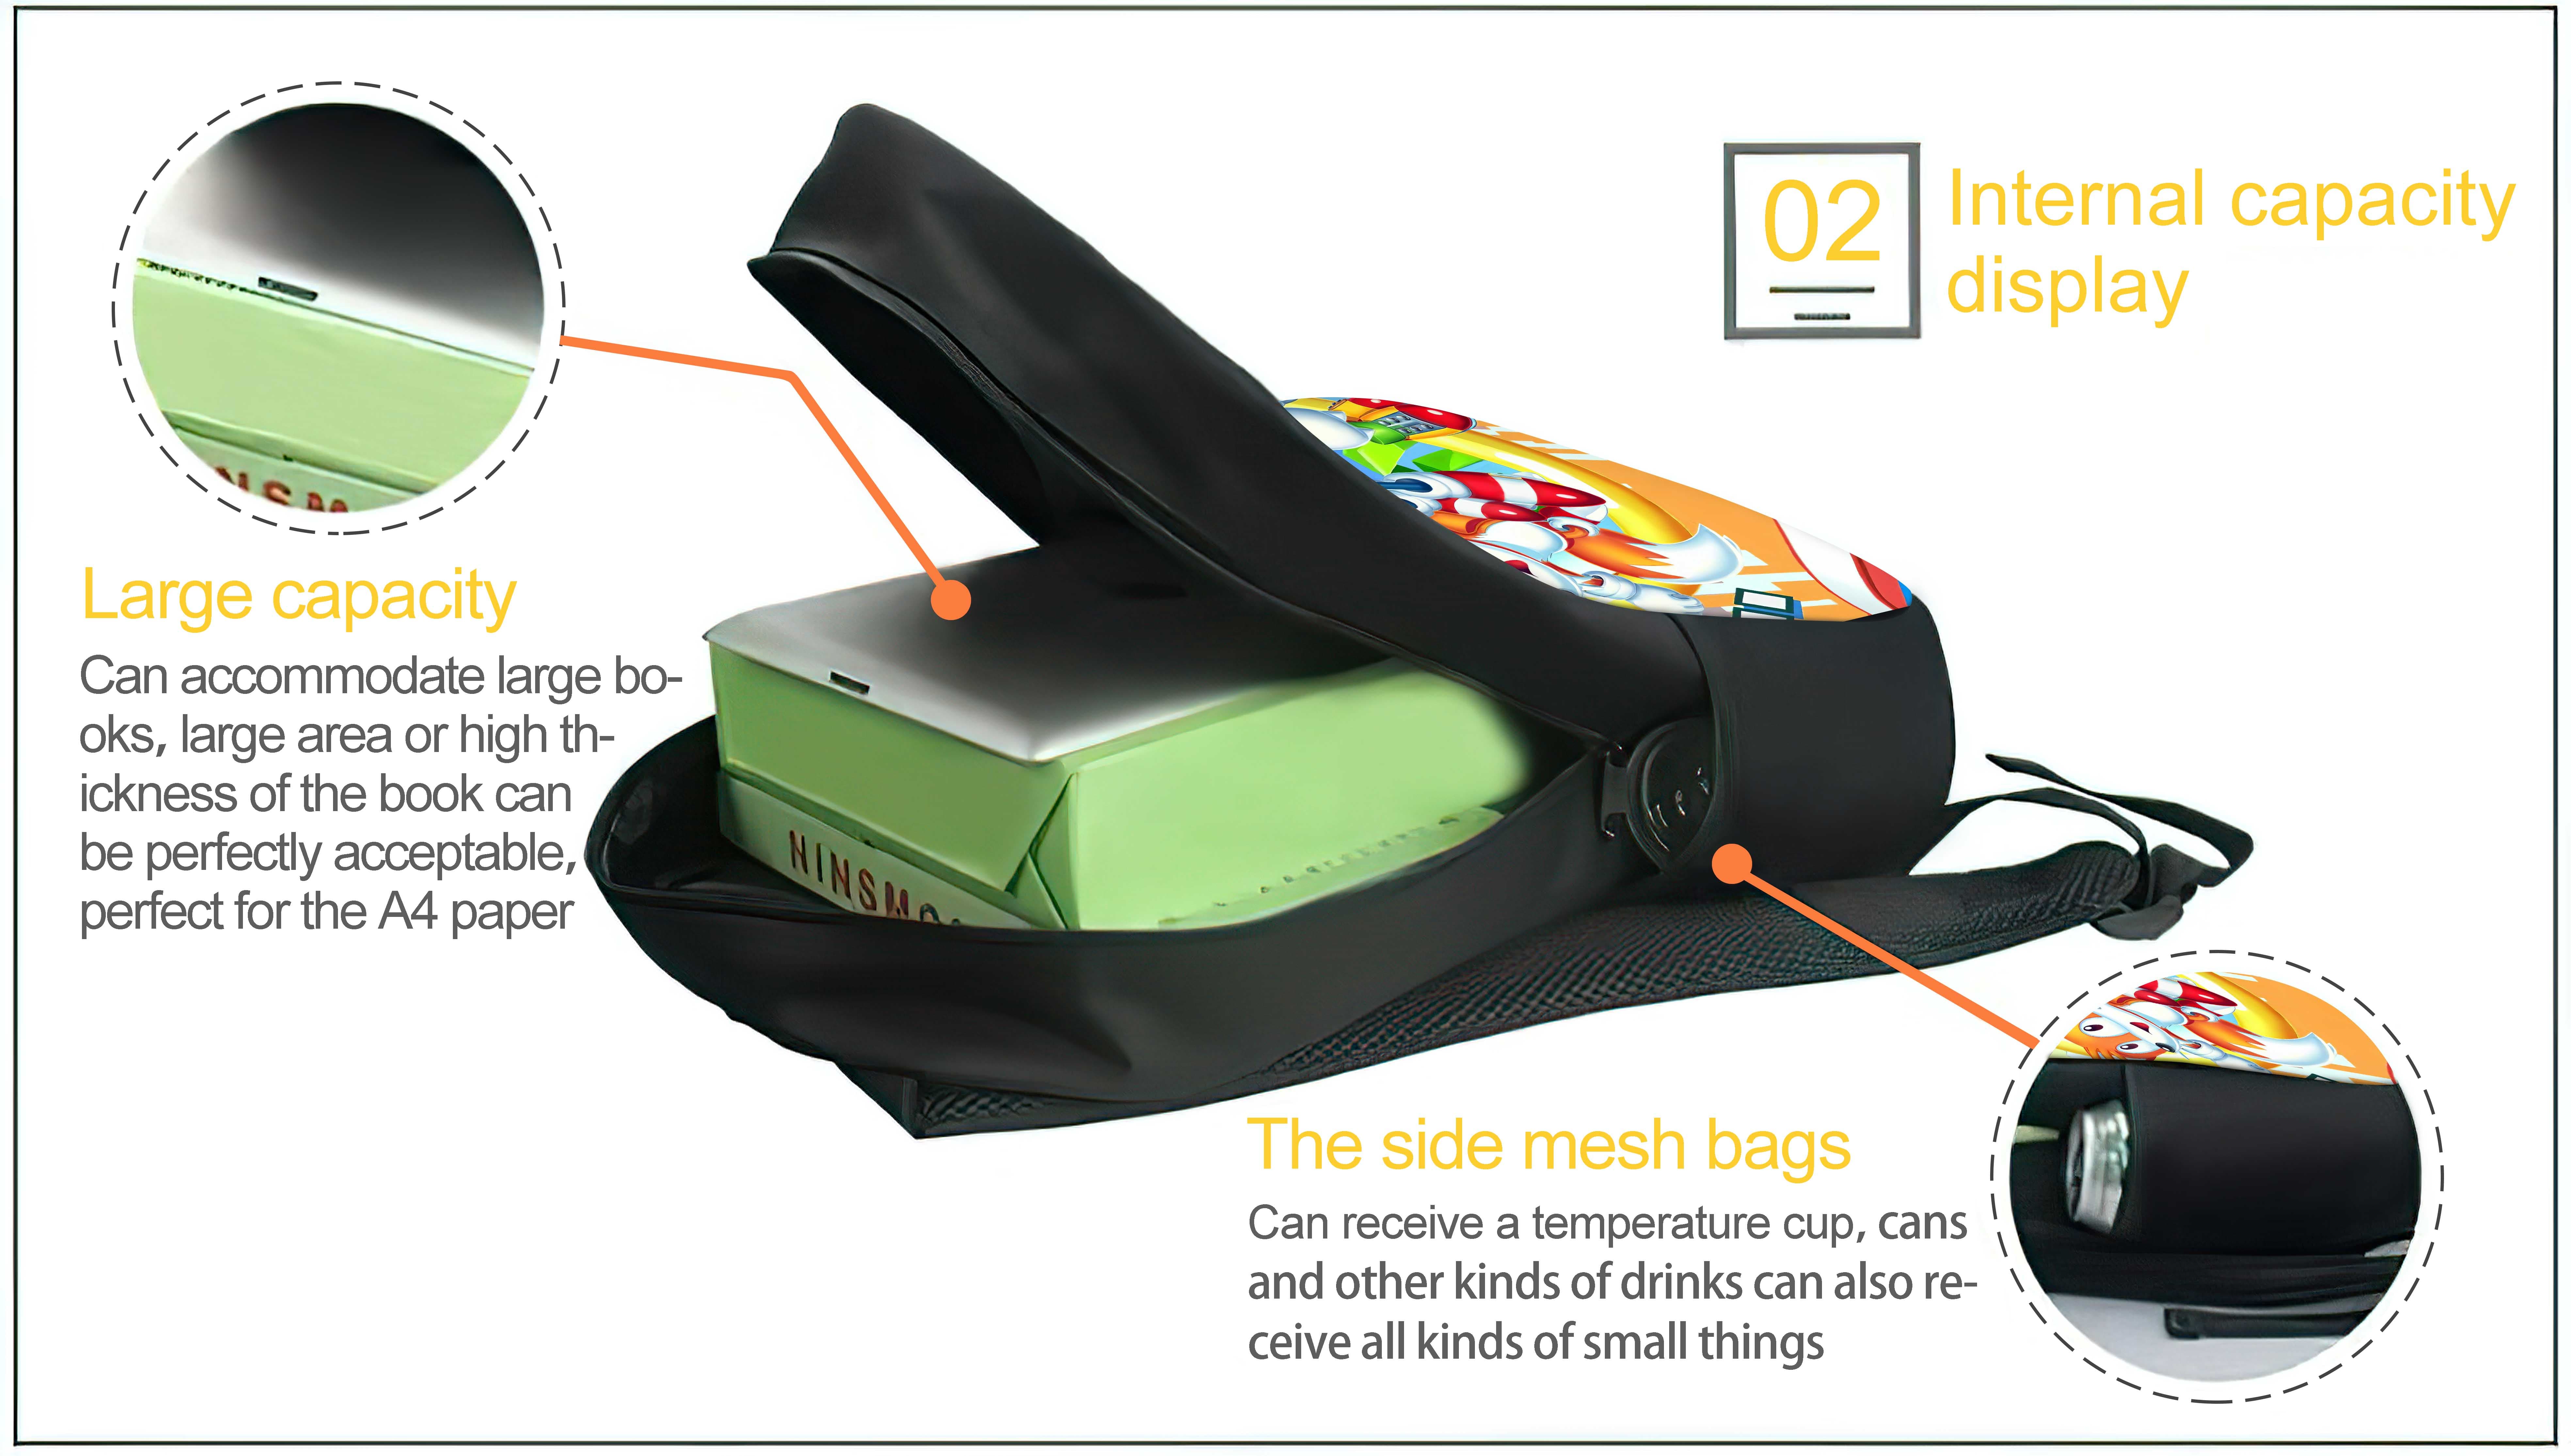 02
Internal capacity
display
Large capacity
Can accommodate large bo-
oks, large area or high th-
ickness of the book can
be perfectly acceptable,
perfect for the A4 paper
The side mesh bags
Can receive a temperature cup, cans
and other kinds of drinks can also re-
ceive all kinds of small things